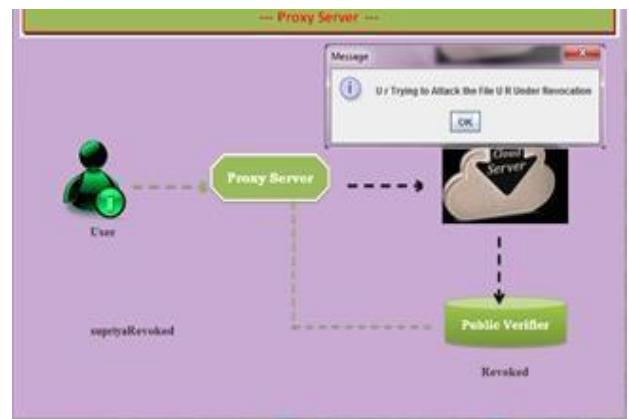 --- Proxy Server ---
Message
U r Trying to Attack the File U R Under Revocation
OK
Cloud
Server
Proxy Server
User
Public Verifier
supriyaRevoked
Revoked